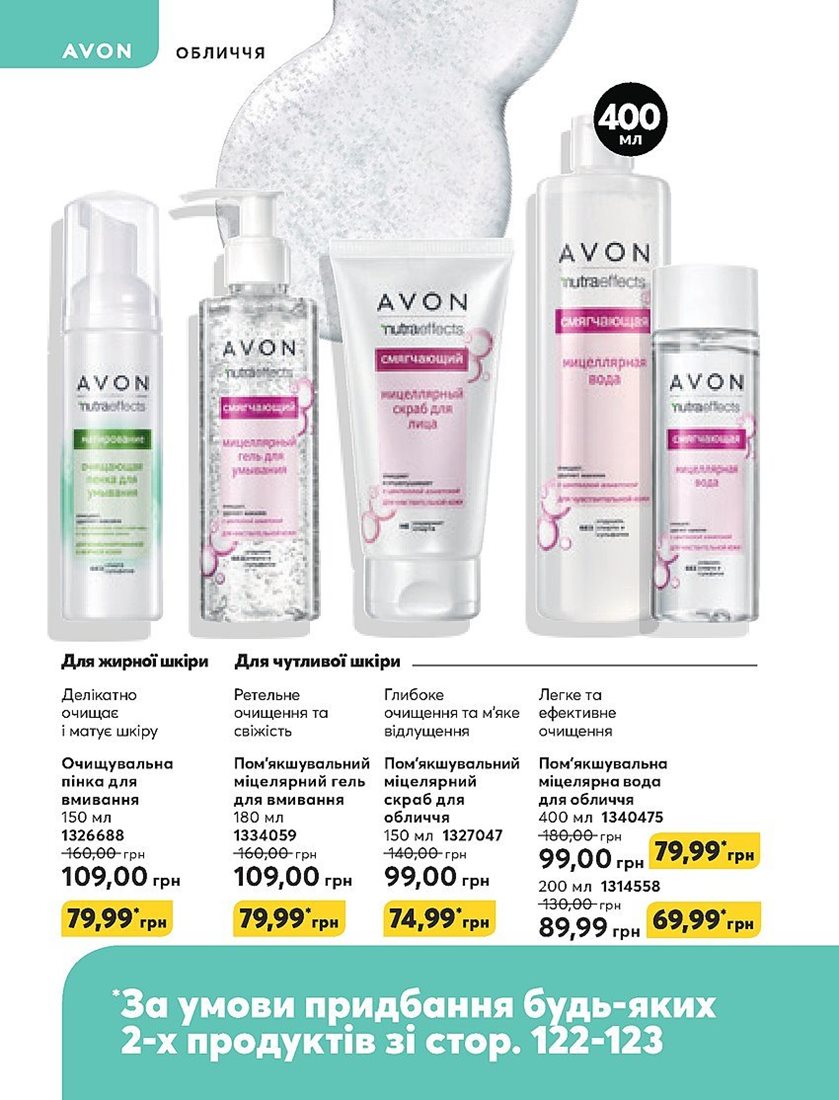 AVON
ОБЛИЧЧЯ
400
МЛ
AVON
nutraeffects
матирование
очищающая
пенка для
умывания
AVON
nutraeffects
смягчающий
мицеллярный
гель для
умывания
AVON
nutraeffects
смягчающий
мицеллярный
скраб для
лица
AVON
nutraeffects
смягчающая
мицеллярная
вода
AVON
nutraeffects
смягчающая
мицеллярная
вода
Для жирної шкіри
Делікатно
очищає
і матує шкіру
Очищувальна
пінка для
вмивання
150 мл
1326688
160,00 грн
109,00 грн
79,99* грн
Для чутливої шкіри
Ретельне
очищення та
свіжість
Пом'якшувальний
міцелярний гель
для вмивання
180 мл
1334059
160,00 грн
109,00 грн
79,99* грн
Глибоке
очищення та м'яке
відлущення
Пом'якшувальний
міцелярний
скраб для
обличчя
150 мл 1327047
140,00 грн
99,00 грн
74,99* грн
Легке та
ефективне
очищення
Пом'якшувальна
міцелярна вода
для обличчя
400 мл 1340475
180,00 грн
99,00 грн 79,99* грн
200 мл 1314558
130,00 грн
89,99 грн 69,99* грн
*За умови придбання будь-яких
2-х продуктів зі стор. 122-123